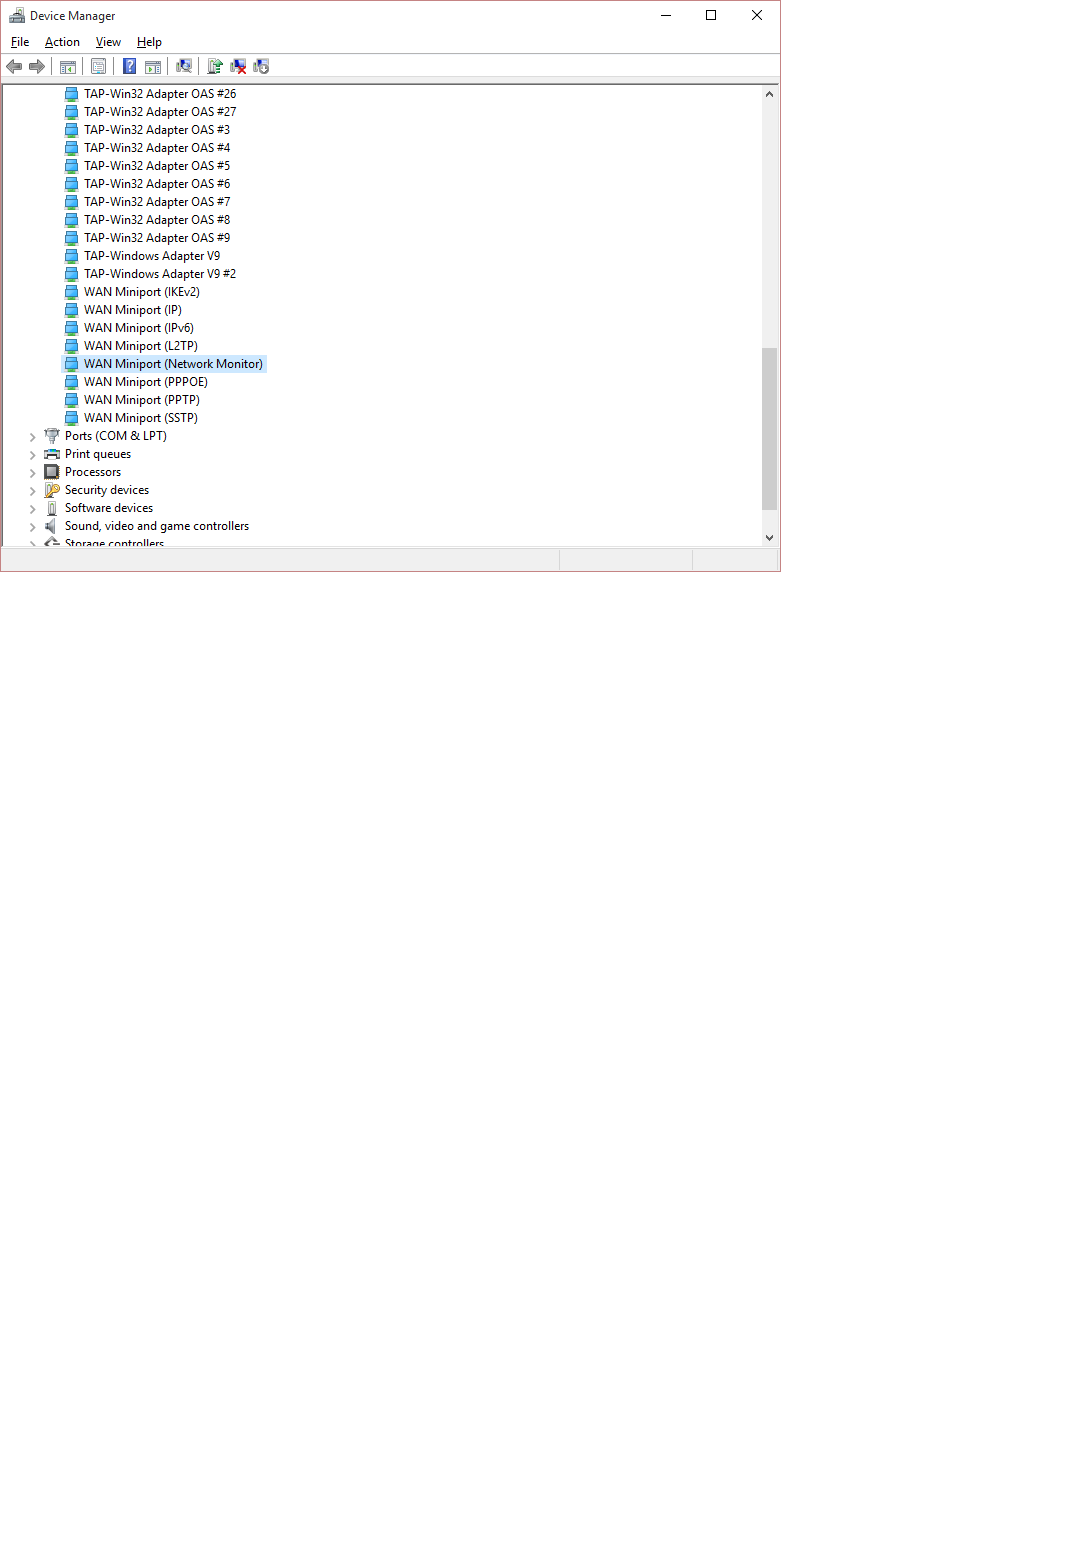 Device Manager
File Action View Help
TAP-Win32 Adapter OAS #26
TAP-Win32 Adapter OAS #27
TAP-Win32 Adapter OAS #3
TAP-Win32 Adapter OAS #4
TAP-Win32 Adapter OAS #5
TAP-Win32 Adapter OAS #6
TAP-Win32 Adapter OAS #7
TAP-Win32 Adapter OAS #8
TAP-Win32 Adapter OAS #9
TAP-Windows Adapter V9
TAP-Windows Adapter V9 #2
WAN Miniport (IKEv2)
WAN Miniport (IP)
WAN Miniport (IPv6)
WAN Miniport (L2TP)
WAN Miniport (Network Monitor)
WAN Miniport (PPPOE)
WAN Miniport (PPTP)
WAN Miniport (SSTP)
Ports (COM & LPT)
Print queues
Processors
Security devices
Software devices
Sound, video and game controllers
Storage controllers